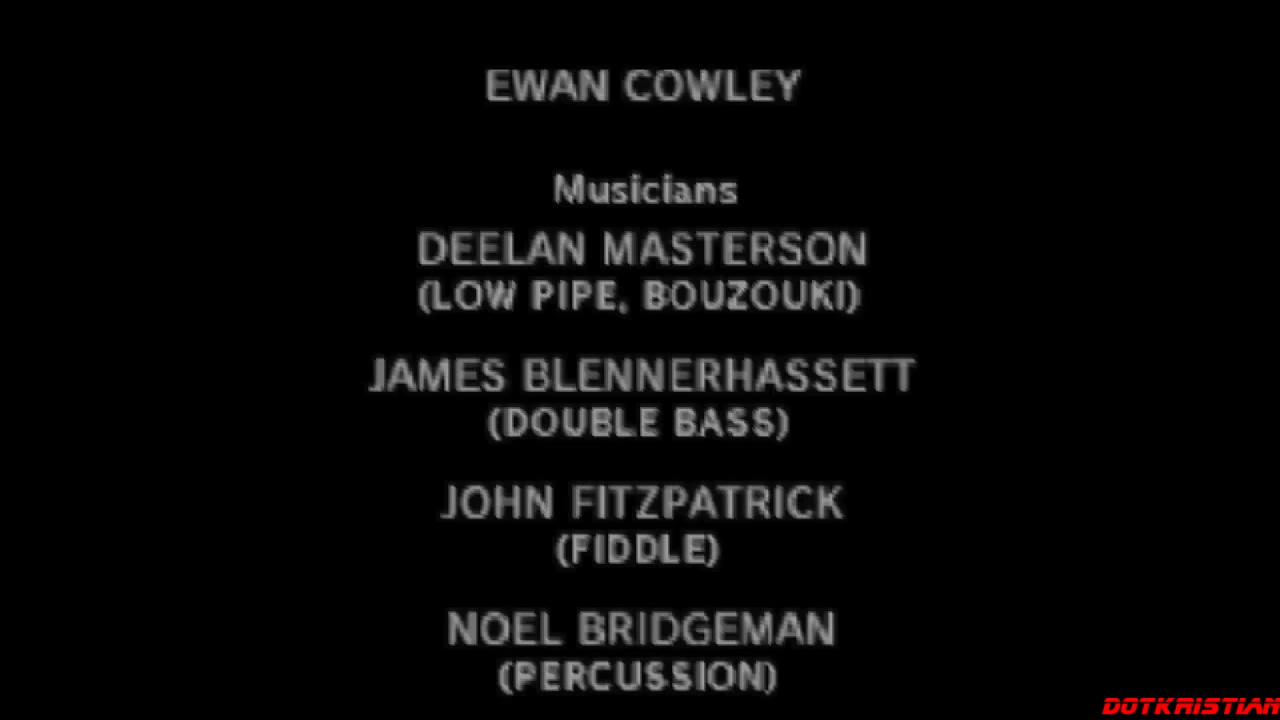 EWAN COWLEY
Musicians
DEELAN MASTERSON
(LOW PIPE, BOUZOUKI)
JAMES BLENNERHASSETT
(DOUBLE BASS)
JOHN FITZPATRICK
(FIDDLE)
NOEL BRIDGEMAN
(PERCUSSION)
DOTKRISTIAN